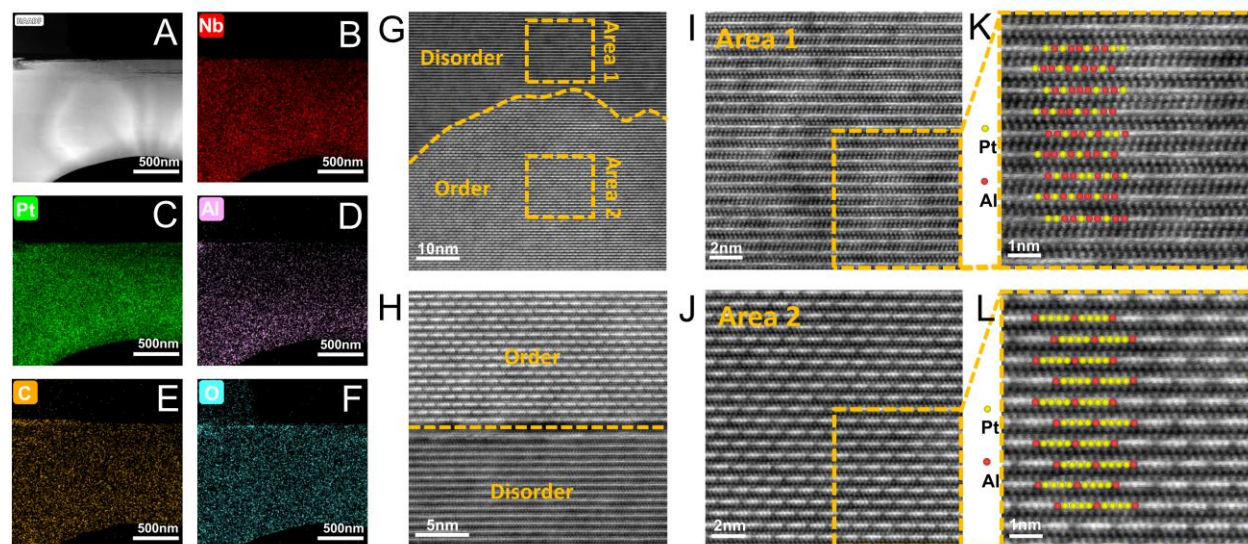 HAADF
A
500nm
Nb
B
500nm
Pt
C
500nm
Al
D
500nm
E
C
500nm
O
F
500nm
G
Disorder
Area 1
Order
Area 2
10nm
H
Order
Disorder
5nm
I
Area 1
2nm
J
Area 2
2nm
K
Pt
Al
1nm
L
Pt
Al
1nm